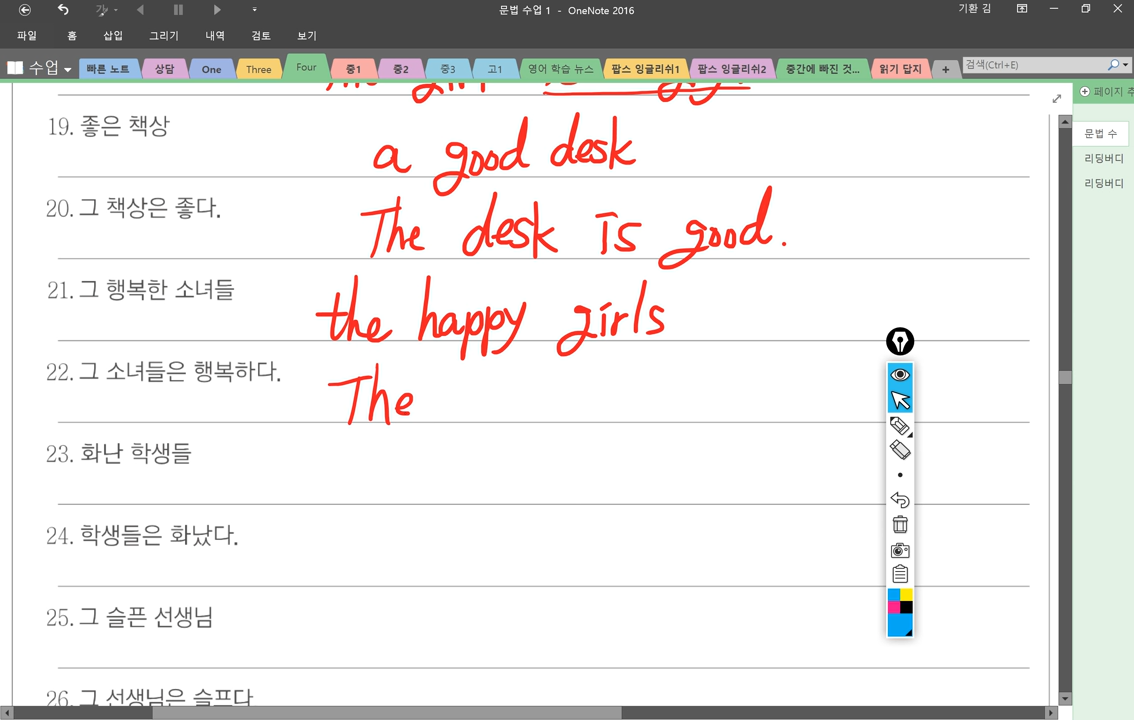 문법 수업 1 - OneNote 2016
기환 김
파일 홈 삽입 그리기 내역 검토 보기
수업 빠른 노트 상담 One Three Four 중1 중2 중3 고1 영어 학습 뉴스 팝스 잉글리쉬1 팝스 잉글리쉬2 중간에 빠진 것... 읽기 답지 + 검색(Ctrl+E)
페이지 추
문법 수
리딩버디
리딩버디
19. 좋은 책상
a good desk
20. 그 책상은 좋다.
The desk is good.
21. 그 행복한 소녀들
the happy girls
22. 그 소녀들은 행복하다.
The
23. 화난 학생들
24. 학생들은 화났다.
25. 그 슬픈 선생님
26. 그 선생님은 슬프다